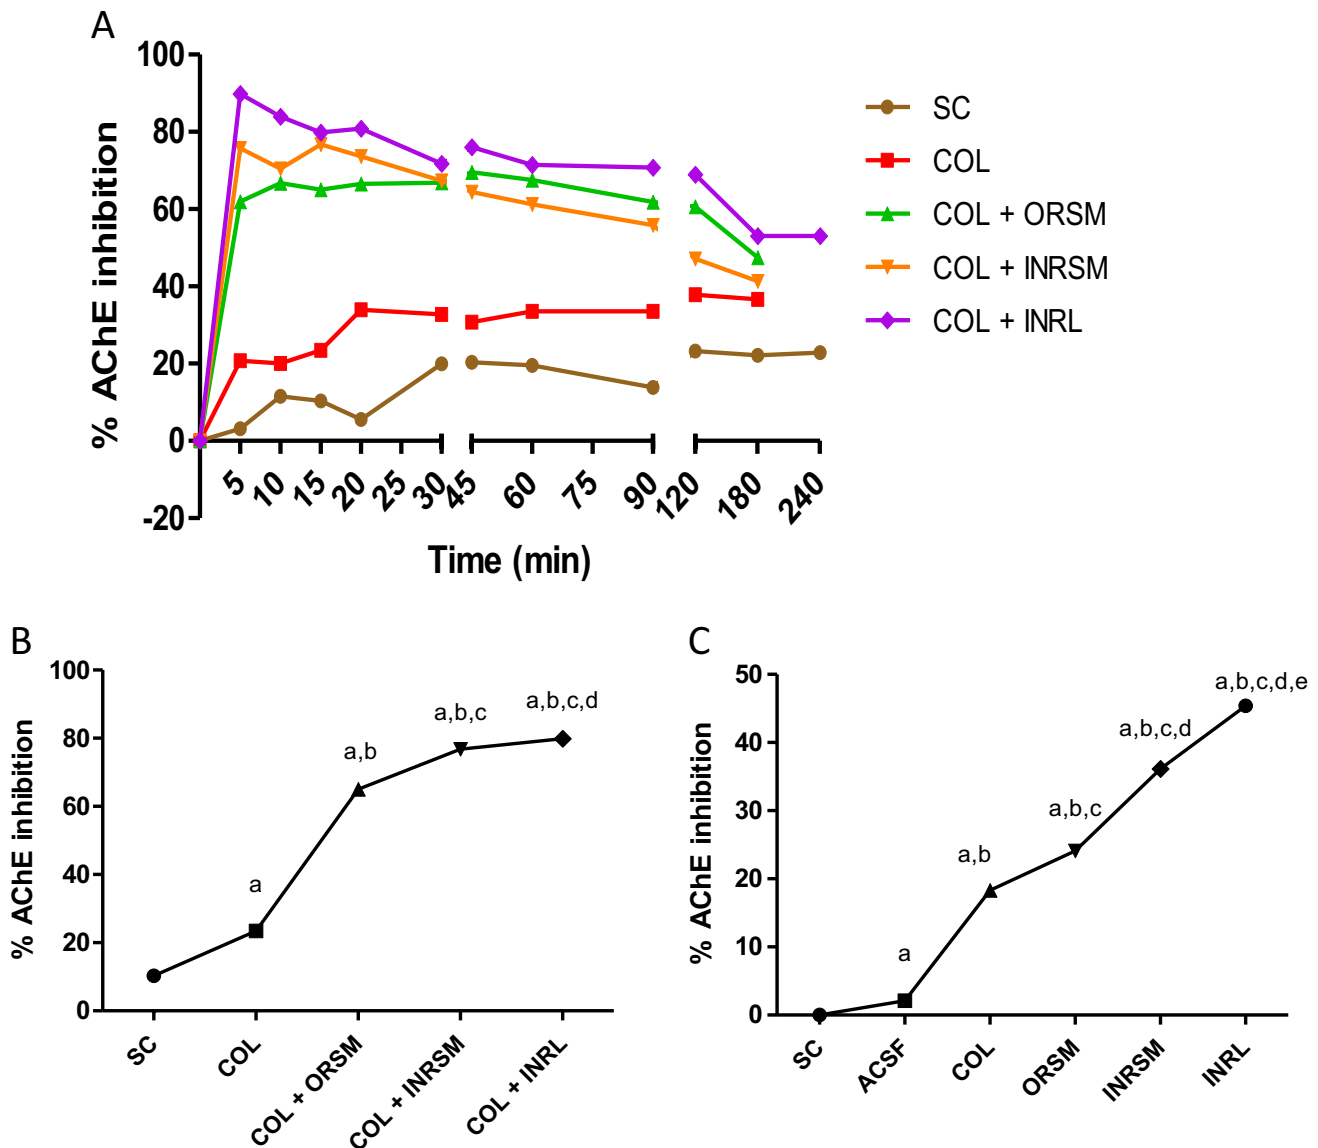 A
% AChE inhibition
100
80
60
40
20
0
-20
5 10 15 20 25 30 45 60 75 90 120 180 240
Time (min)
SC
COL
COL + ORSM
COL + INRSM
COL + INRL
B
% AChE inhibition
100
80
60
40
20
0
a
a,b
a,b,c
a,b,c,d
SC COL COL + ORSM COL + INRSM COL + INRL
C
% AChE inhibition
50
40
30
20
10
0
a
a,b
a,b,c
a,b,c,d
a,b,c,d,e
SC ACSF COL ORSM INRSM INRL